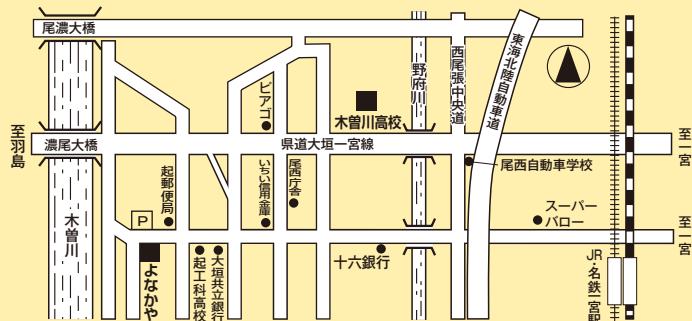 尾濃大橋
ピアゴ
木曽川高校
野府川
西尾張中央道
東海北陸自動車道
至羽島
濃尾大橋
県道大垣一宮線
至一宮
起郵便局
いちい信用金庫
尾西庁舎
尾西自動車学校
木曽川
P
スーパー
バロー
至一宮
よなかや
起工科高校
大垣共立銀行
十六銀行
JR・名鉄一宮駅